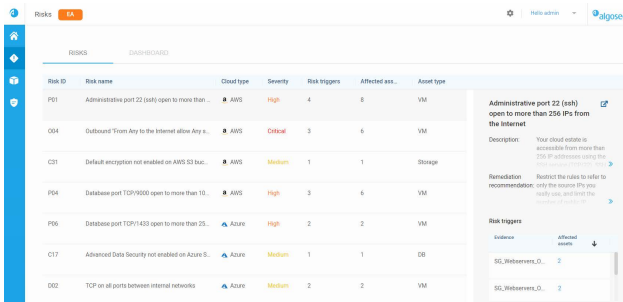 Risks EA
Hello admin
algose
RISKS
DASHBOARD
Risk ID Risk name Cloud type Severity Risk triggers Affected ass... Asset type
P01 Administrative port 22 (ssh) open to more than ... AWS High 4 8 VM
O04 Outbound "From Any to the Internet allow Any s... AWS Critical 3 6 VM
C31 Default encryption not enabled on AWS S3 buc... AWS Medium 1 1 Storage
P04 Database port TCP/9000 open to more than 10... AWS High 3 6 VM
P06 Database port TCP/1433 open to more than 25... Azure High 2 2 VM
C17 Advanced Data Security not enabled on Azure S... Azure Medium 1 1 DB
D02 TCP on all ports between internal networks Azure Medium 2 2 VM
Administrative port 22 (ssh)
open to more than 256 IPs from
the Internet
Description: Your cloud estate is
accessible from more than
256 IP addresses using the
Remediation Restrict the rules to refer to
recommendation: only the source IPs you
really use, and limit the
Risk triggers
Evidence Affected
assets
SG_Webservers_O... 2
SG_Webservers_O... 2